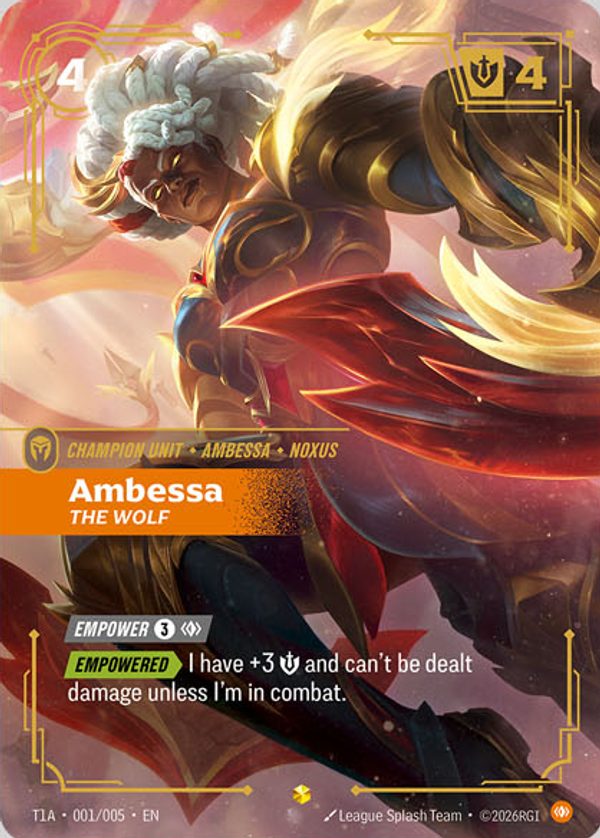 4
4
CHAMPION UNIT • AMBESSA • NOXUS
Ambessa
THE WOLF
EMPOWER 3
EMPOWERED I have +3 and can't be dealt
damage unless I'm in combat.
T1A • 001/005 • EN
League Splash Team • ©2026RGI